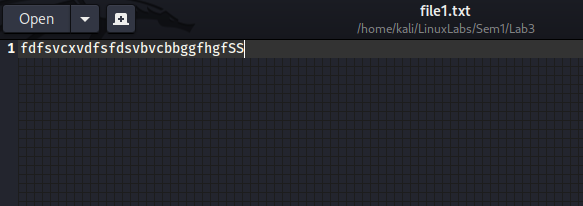 Open
file1.txt
/home/kali/LinuxLabs/Sem1/Lab3
1 fdfsvcxvdfsfdsvbvcbbggfhgfSS